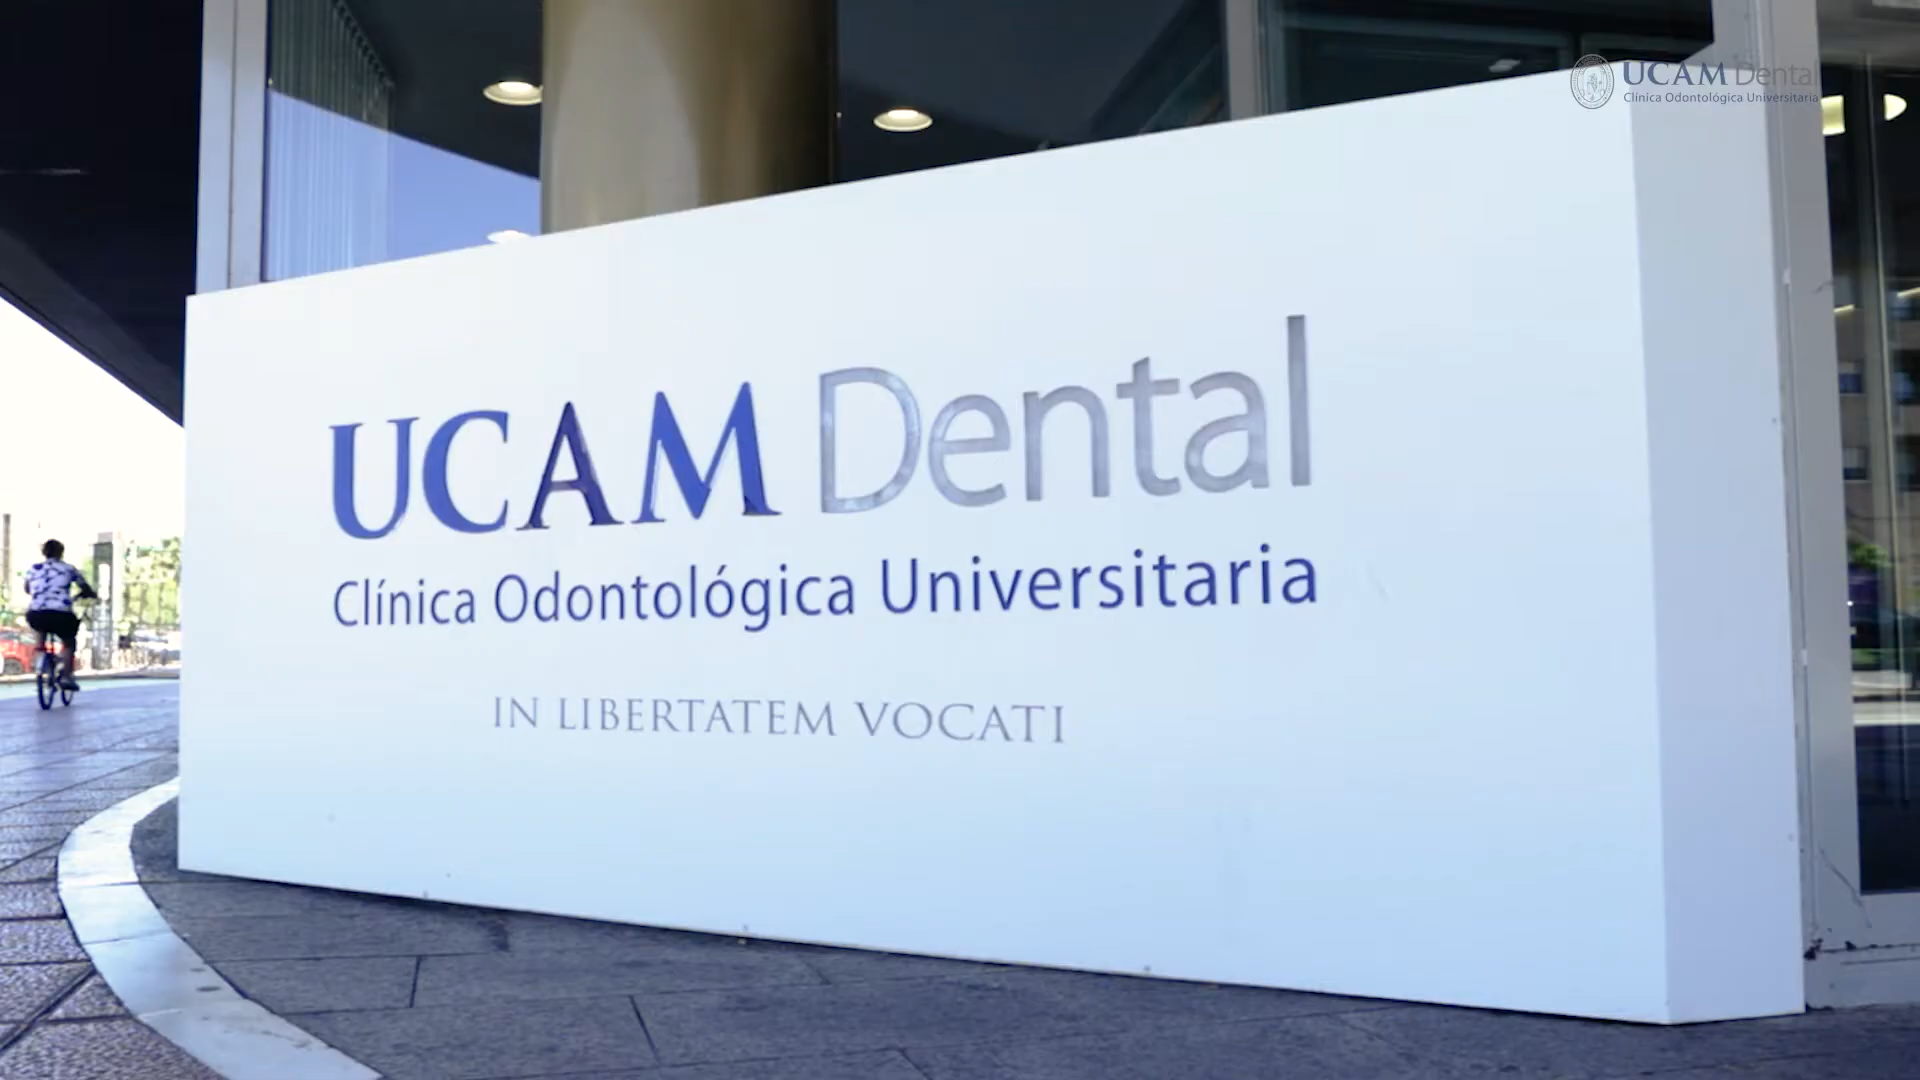 UCAM Dental
Clínica Odontológica Universitaria
UCAM Dental
Clínica Odontológica Universitaria
IN LIBERTATEM VOCATI